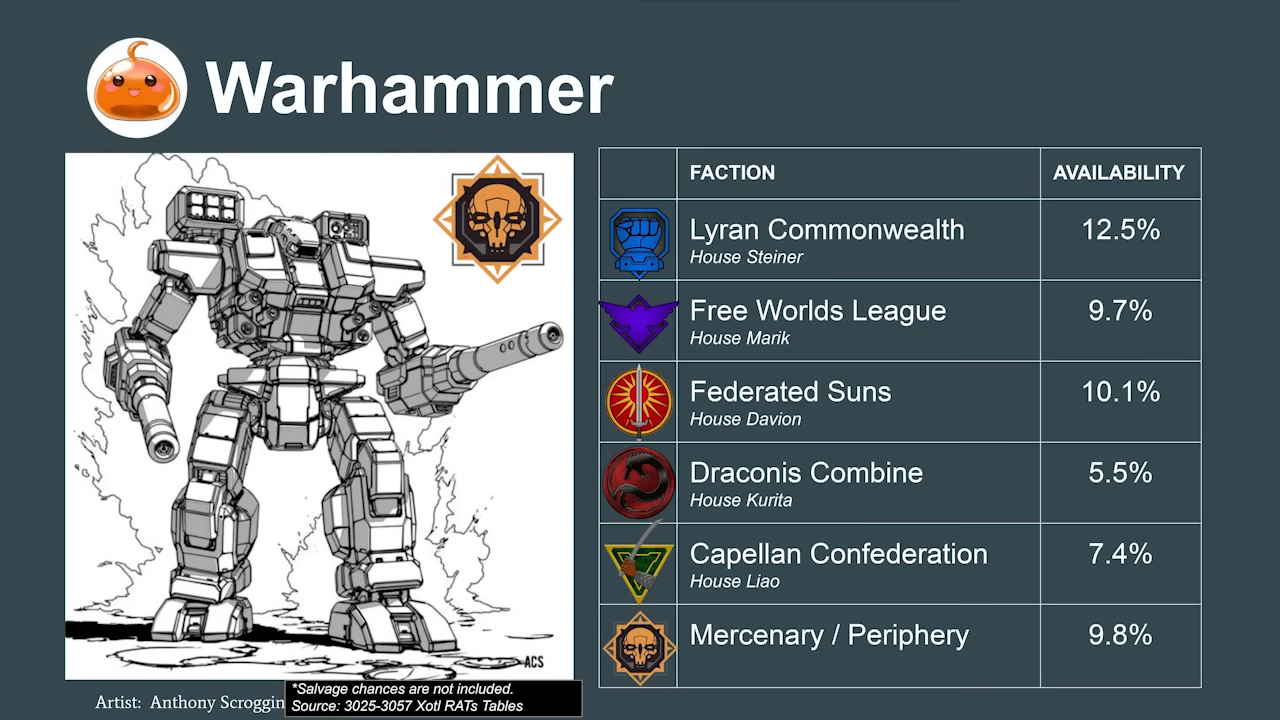 Warhammer
FACTION AVAILABILITY
Lyran Commonwealth 12.5%
House Steiner
Free Worlds League 9.7%
House Marik
Federated Suns 10.1%
House Davion
Draconis Combine 5.5%
House Kurita
Capellan Confederation 7.4%
House Liao
Mercenary / Periphery 9.8%
ACS
Artist: Anthony Scroggin
*Salvage chances are not included.
Source: 3025-3057 Xotl RATs Tables